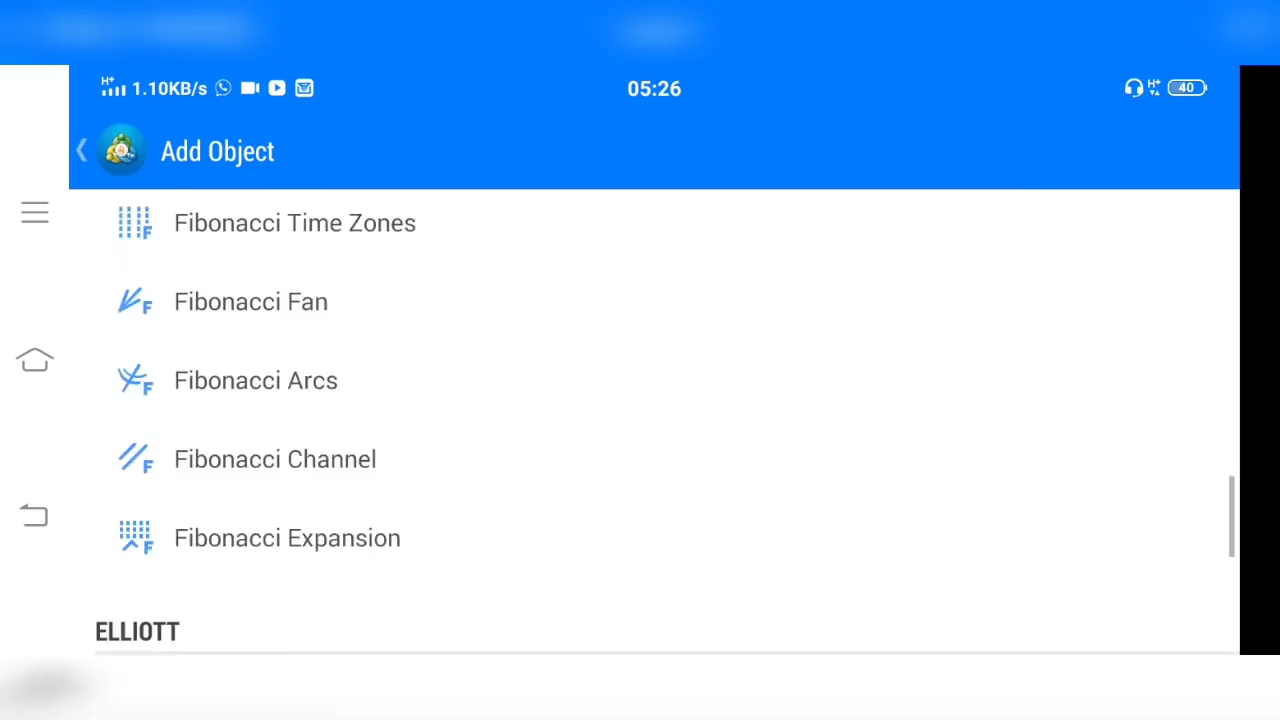 H+ 1.10KB/s 05:26 H+ 40
Add Object
F Fibonacci Time Zones
F Fibonacci Fan
F Fibonacci Arcs
F Fibonacci Channel
F Fibonacci Expansion
ELLIOTT